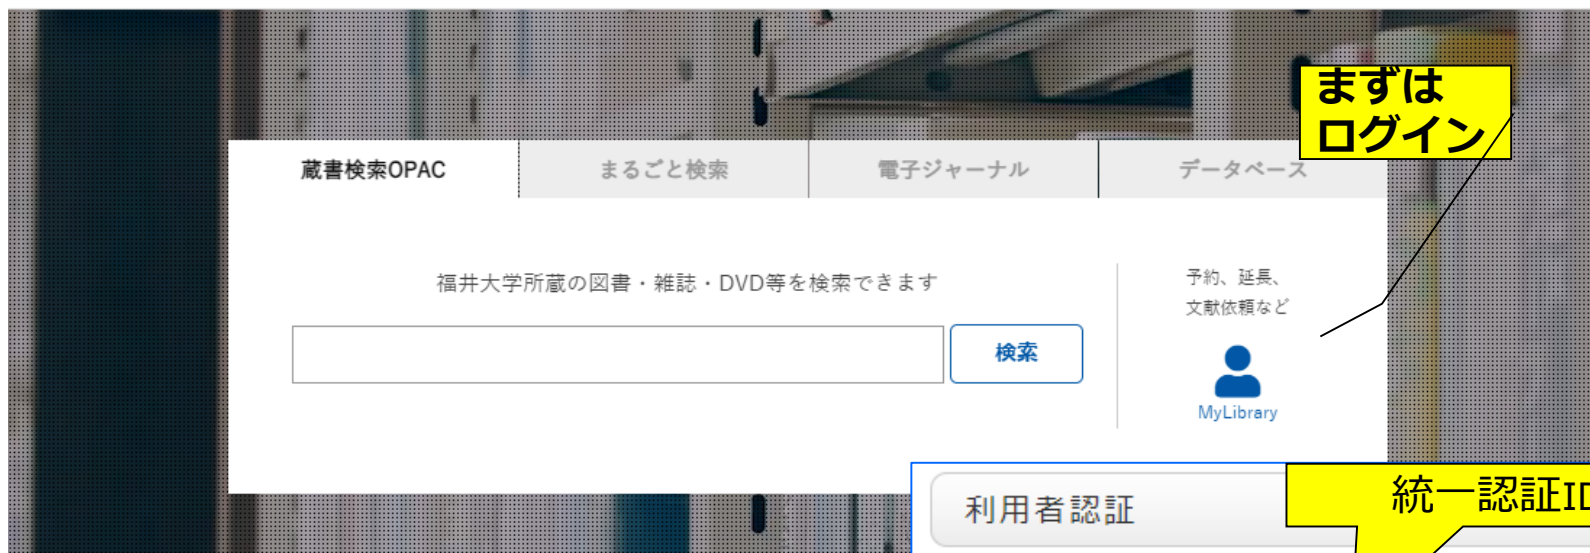 まずは
ログイン
蔵書検索OPAC
まるごと検索
電子ジャーナル
データベース
福井大学所蔵の図書・雑誌・DVD等を検索できます
検索
予約、延長、
文献依頼など
MyLibrary
利用者認証
統一認証ID